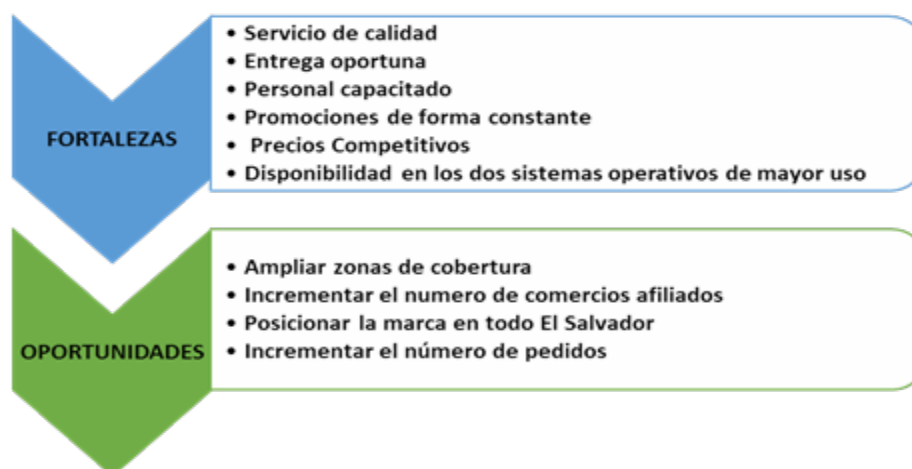 FORTALEZAS
• Servicio de calidad
• Entrega oportuna
• Personal capacitado
• Promociones de forma constante
• Precios Competitivos
• Disponibilidad en los dos sistemas operativos de mayor uso
OPORTUNIDADES
• Ampliar zonas de cobertura
• Incrementar el numero de comercios afiliados
• Posicionar la marca en todo El Salvador
• Incrementar el número de pedidos